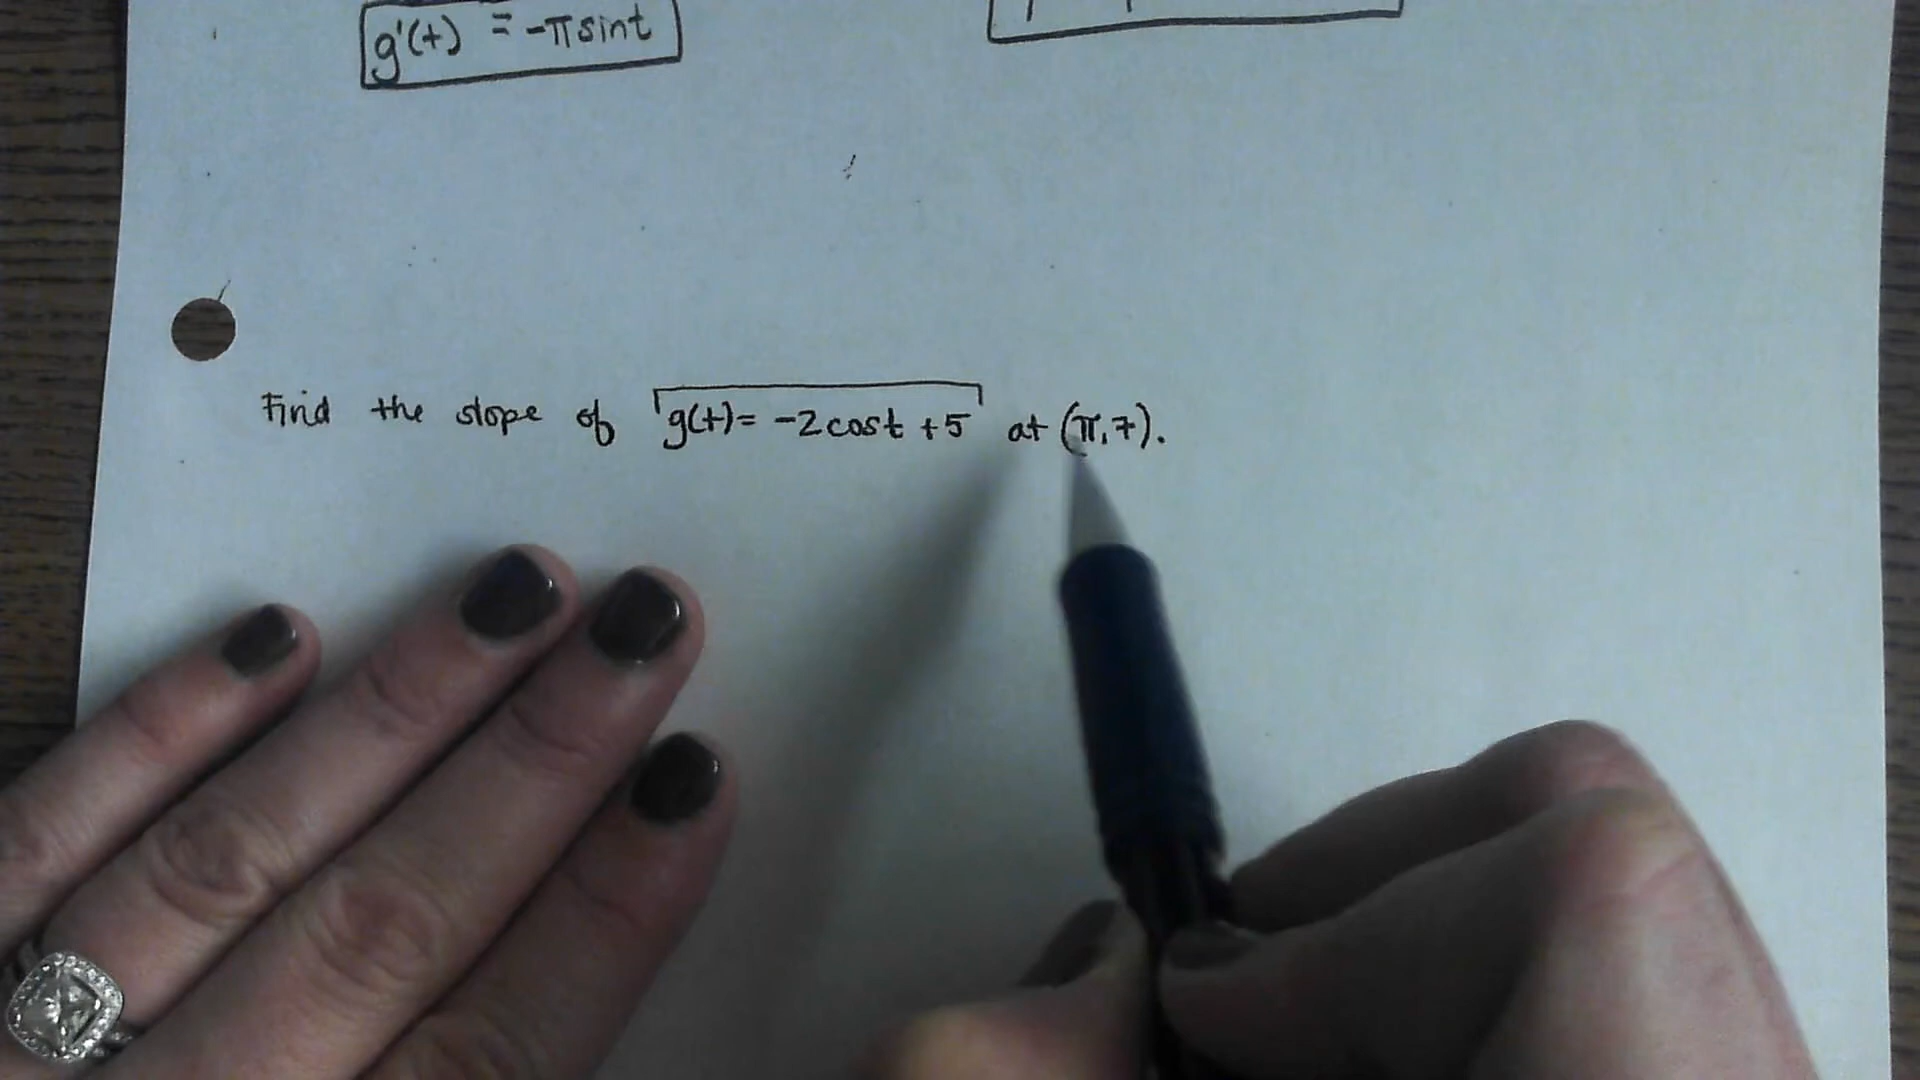 g'(t) = -πsint
Find the slope of g(t)= -2cost +5 at (π,7).